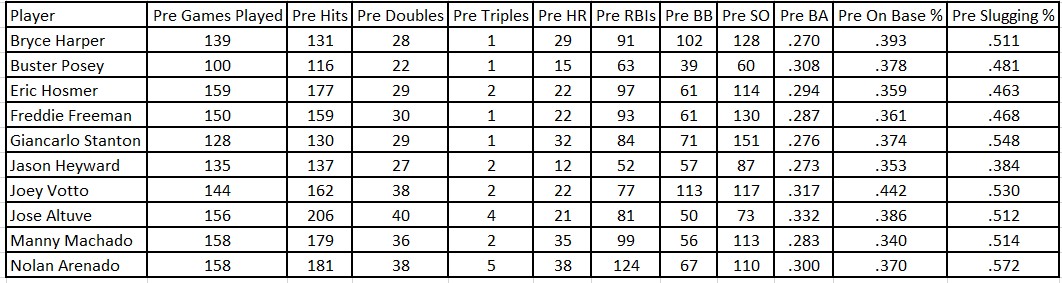 Player Pre Games Played Pre Hits Pre Doubles Pre Triples Pre HR Pre RBIs Pre BB Pre SO Pre BA Pre On Base % Pre Slugging %
Bryce Harper 139 131 28 1 29 91 102 128 .270 .393 .511
Buster Posey 100 116 22 1 15 63 39 60 .308 .378 .481
Eric Hosmer 159 177 29 2 22 97 61 114 .294 .359 .463
Freddie Freeman 150 159 30 1 22 93 61 130 .287 .361 .468
Giancarlo Stanton 128 130 29 1 32 84 71 151 .276 .374 .548
Jason Heyward 135 137 27 2 12 52 57 87 .273 .353 .384
Joey Votto 144 162 38 2 22 77 113 117 .317 .442 .530
Jose Altuve 156 206 40 4 21 81 50 73 .332 .386 .512
Manny Machado 158 179 36 2 35 99 56 113 .283 .340 .514
Nolan Arenado 158 181 38 5 38 124 67 110 .300 .370 .572